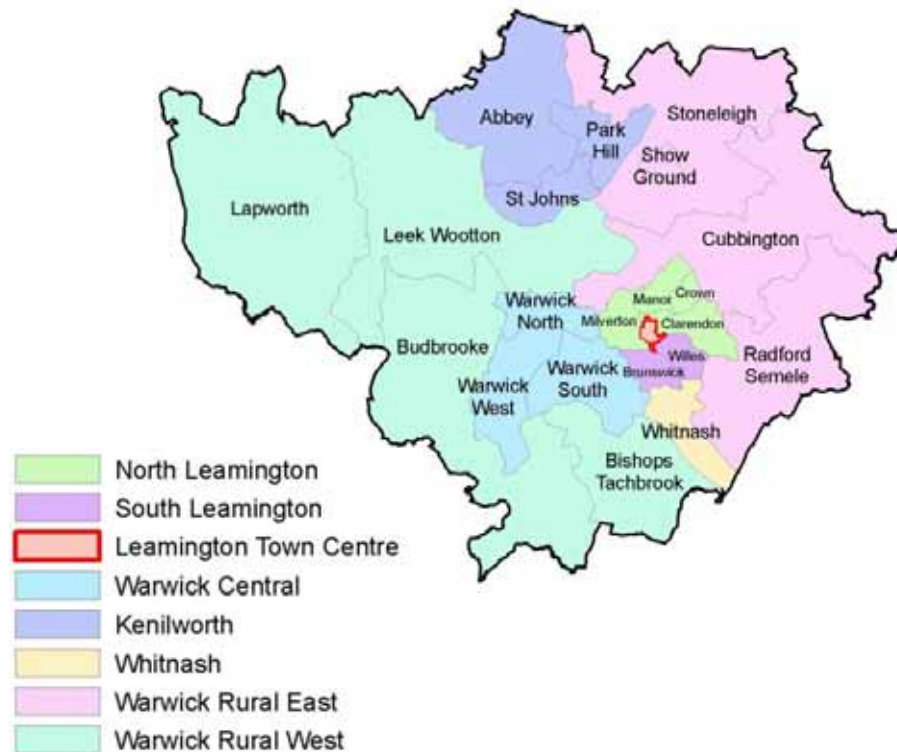 Abbey
Park
Hill
Stoneleigh
Show
Ground
St Johns
Lapworth
Leek Wootton
Cubbington
Manor
Crown
Warwick
North
Milverton
Clarendon
Budbrooke
Willes
Radford
Semele
Warwick
South
Brunswick
Warwick
West
Whitnash
Bishops
Tachbrook
North Leamington
South Leamington
Leamington Town Centre
Warwick Central
Kenilworth
Whitnash
Warwick Rural East
Warwick Rural West